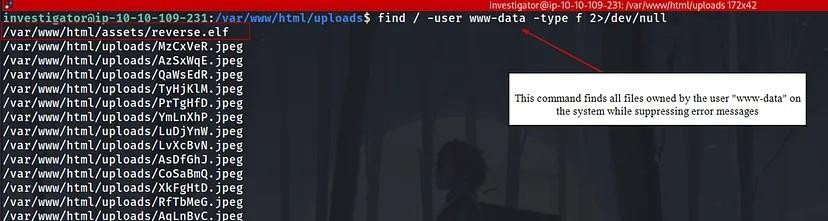 investigator@ip-10-10-109-231: /var/www/html/uploads 172x42
investigator@ip-10-10-109-231:/var/www/html/uploads$ find / -user www-data -type f 2>/dev/null
/var/www/html/assets/reverse.elf
/var/www/html/uploads/MzCxVeR.jpeg
/var/www/html/uploads/AzSxWqE.jpeg
/var/www/html/uploads/QaWsEdR.jpeg
/var/www/html/uploads/TyHjKlM.jpeg
/var/www/html/uploads/PrTgHfD.jpeg
/var/www/html/uploads/YmLnXhP.jpeg
/var/www/html/uploads/LuDjYnW.jpeg
/var/www/html/uploads/LvXcBvN.jpeg
/var/www/html/uploads/AsDfGhJ.jpeg
/var/www/html/uploads/CoSaBmQ.jpeg
/var/www/html/uploads/XkFgHtD.jpeg
/var/www/html/uploads/RfTbMeG.jpeg
/var/www/html/uploads/AqLnBvC.jpeg
This command finds all files owned by the user "www-data" on
the system while suppressing error messages